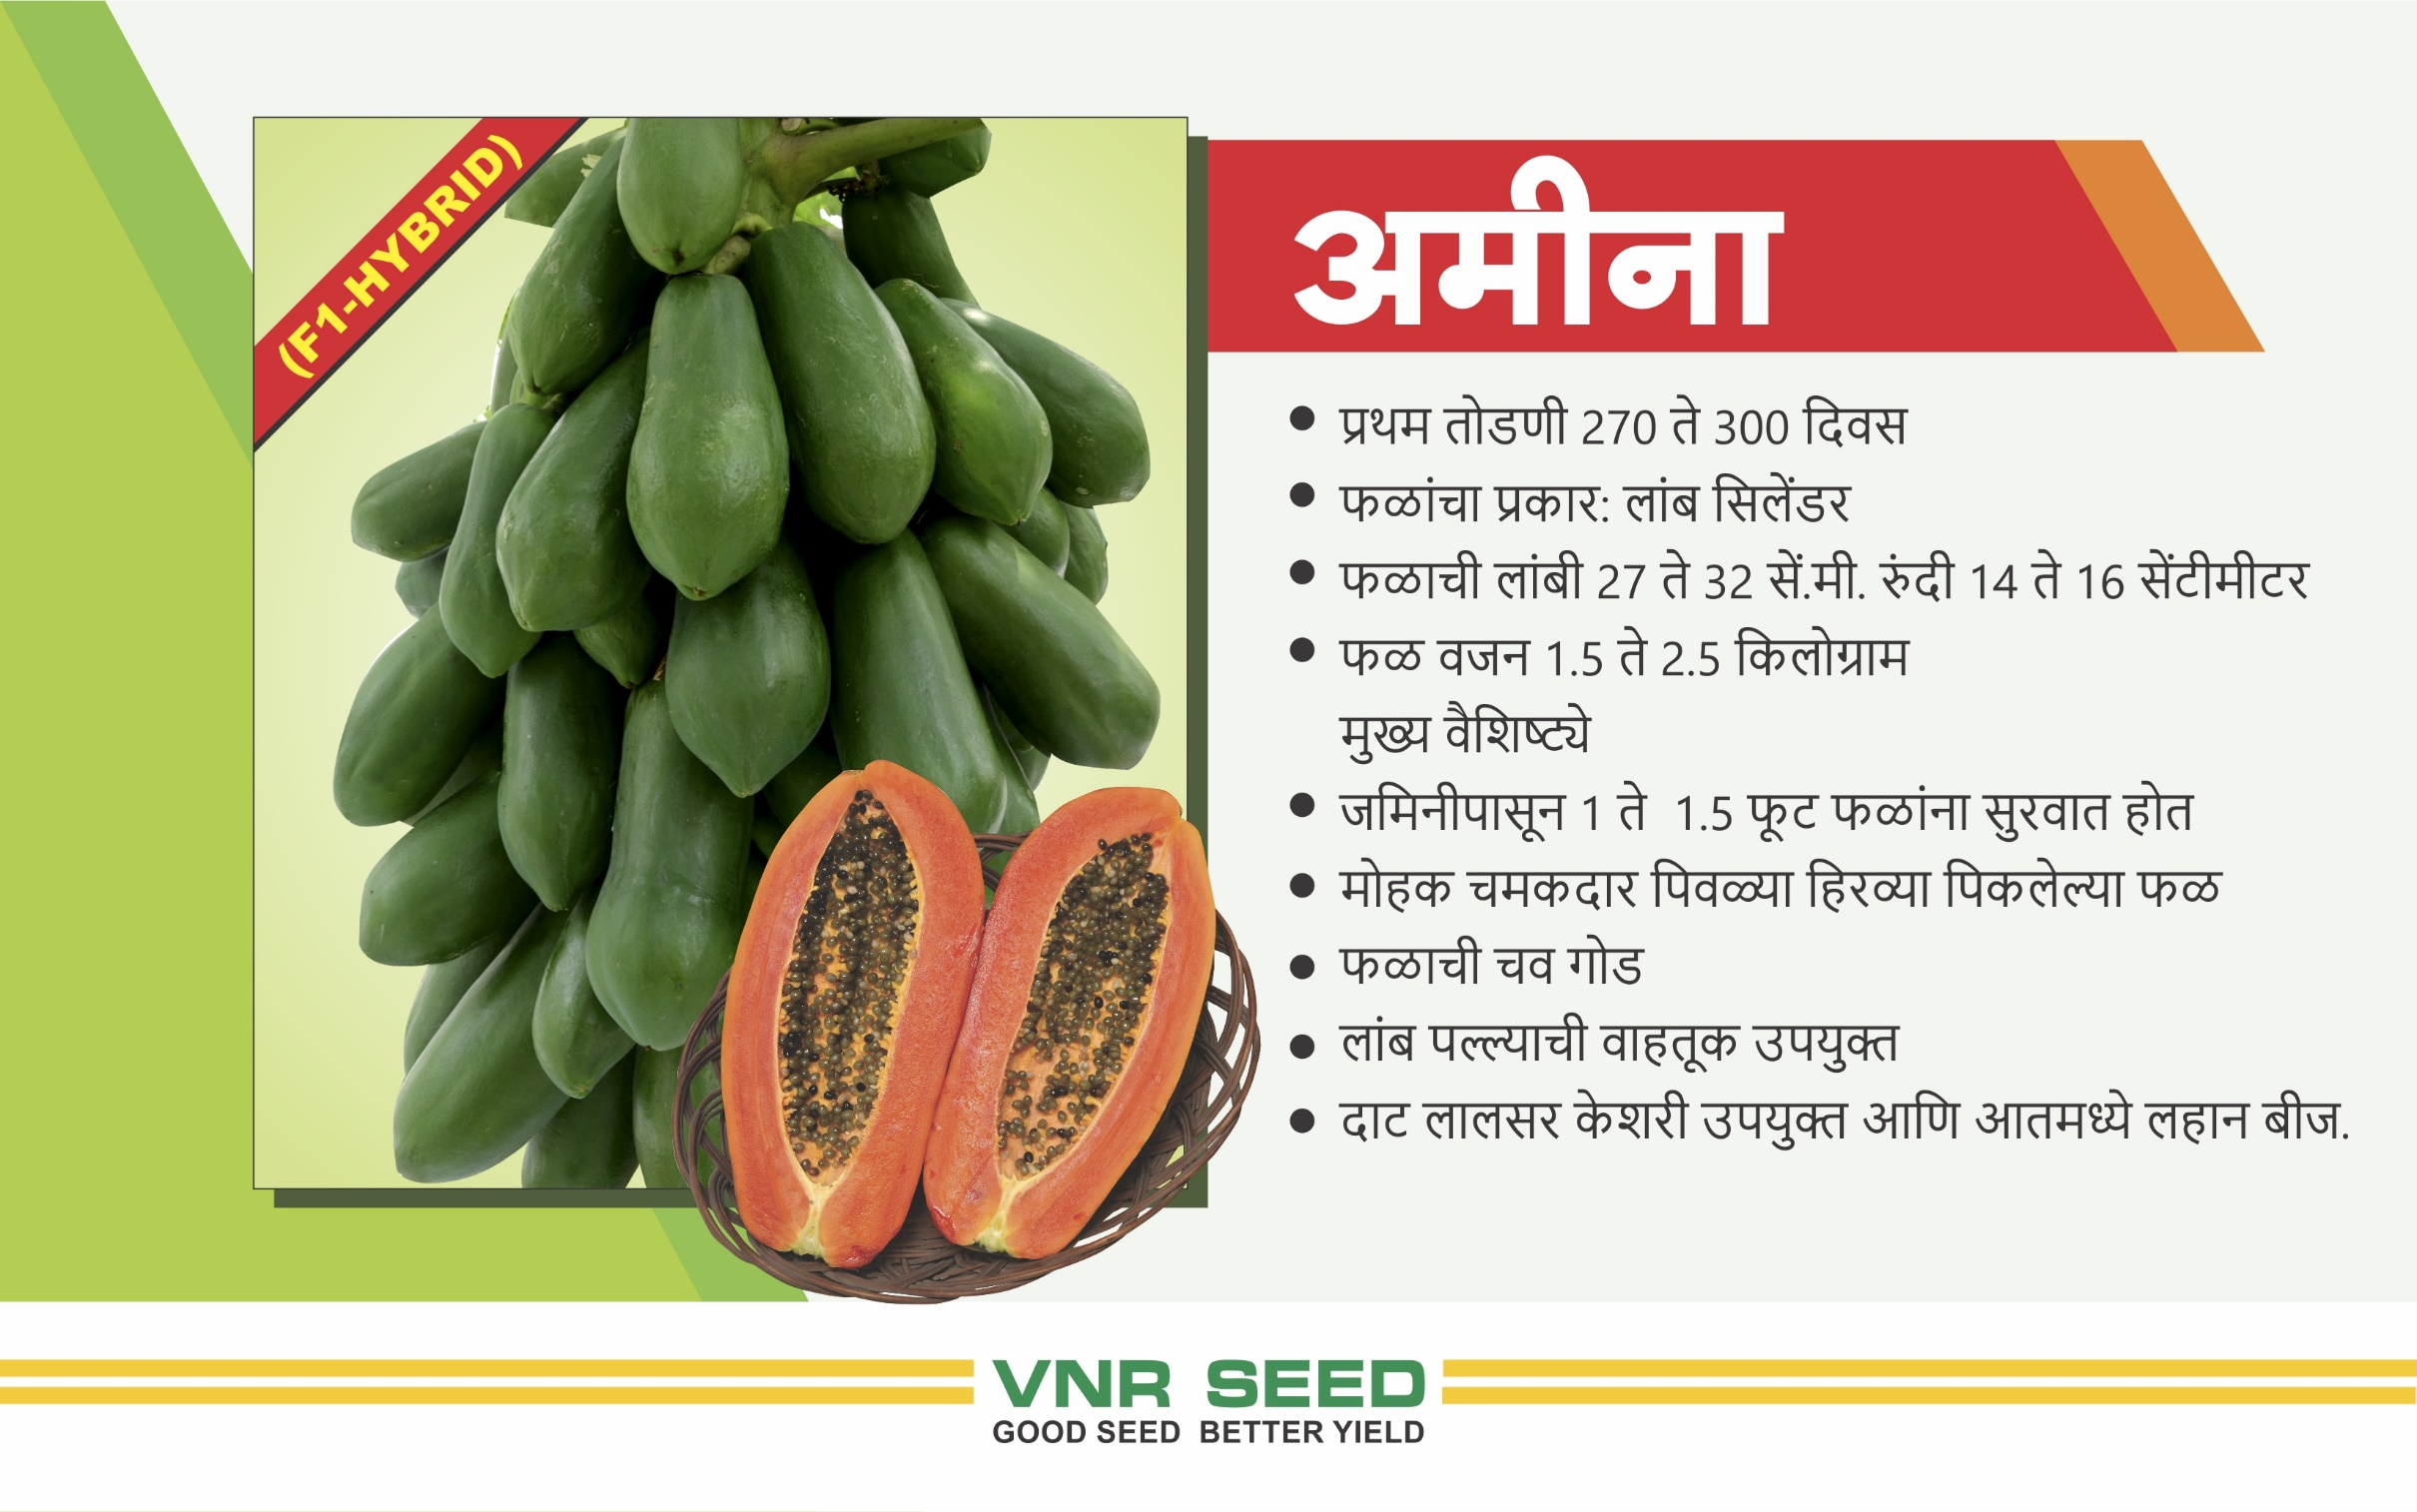 (F1-HYBRID)
अमीना
● प्रथम तोडणी 270 ते 300 दिवस
● फळांचा प्रकार: लांब सिलेंडर
● फळाची लांबी 27 ते 32 सें.मी. रुंदी 14 ते 16 सेंटीमीटर
● फळ वजन 1.5 ते 2.5 किलोग्राम
मुख्य वैशिष्ट्ये
● जमिनीपासून 1 ते 1.5 फूट फळांना सुरवात होत
● मोहक चमकदार पिवळ्या हिरव्या पिकलेल्या फळ
● फळाची चव गोड
● लांब पल्ल्याची वाहतूक उपयुक्त
● दाट लालसर केशरी उपयुक्त आणि आतमध्ये लहान बीज.
VNR SEED
GOOD SEED BETTER YIELD